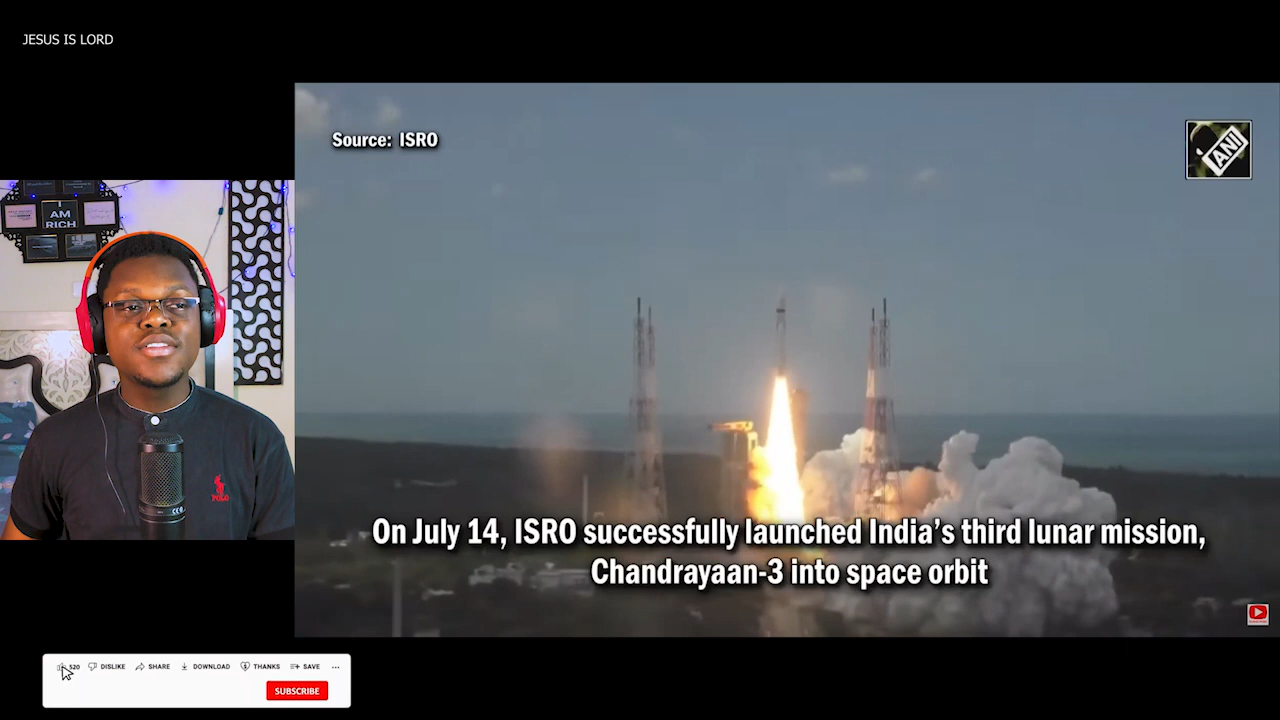 JESUS IS LORD
Source: ISRO
ANI
I
AM
RICH
POLO
On July 14, ISRO successfully launched India's third lunar mission,
Chandrayaan-3 into space orbit
520 DISLIKE SHARE DOWNLOAD THANKS SAVE ...
SUBSCRIBE